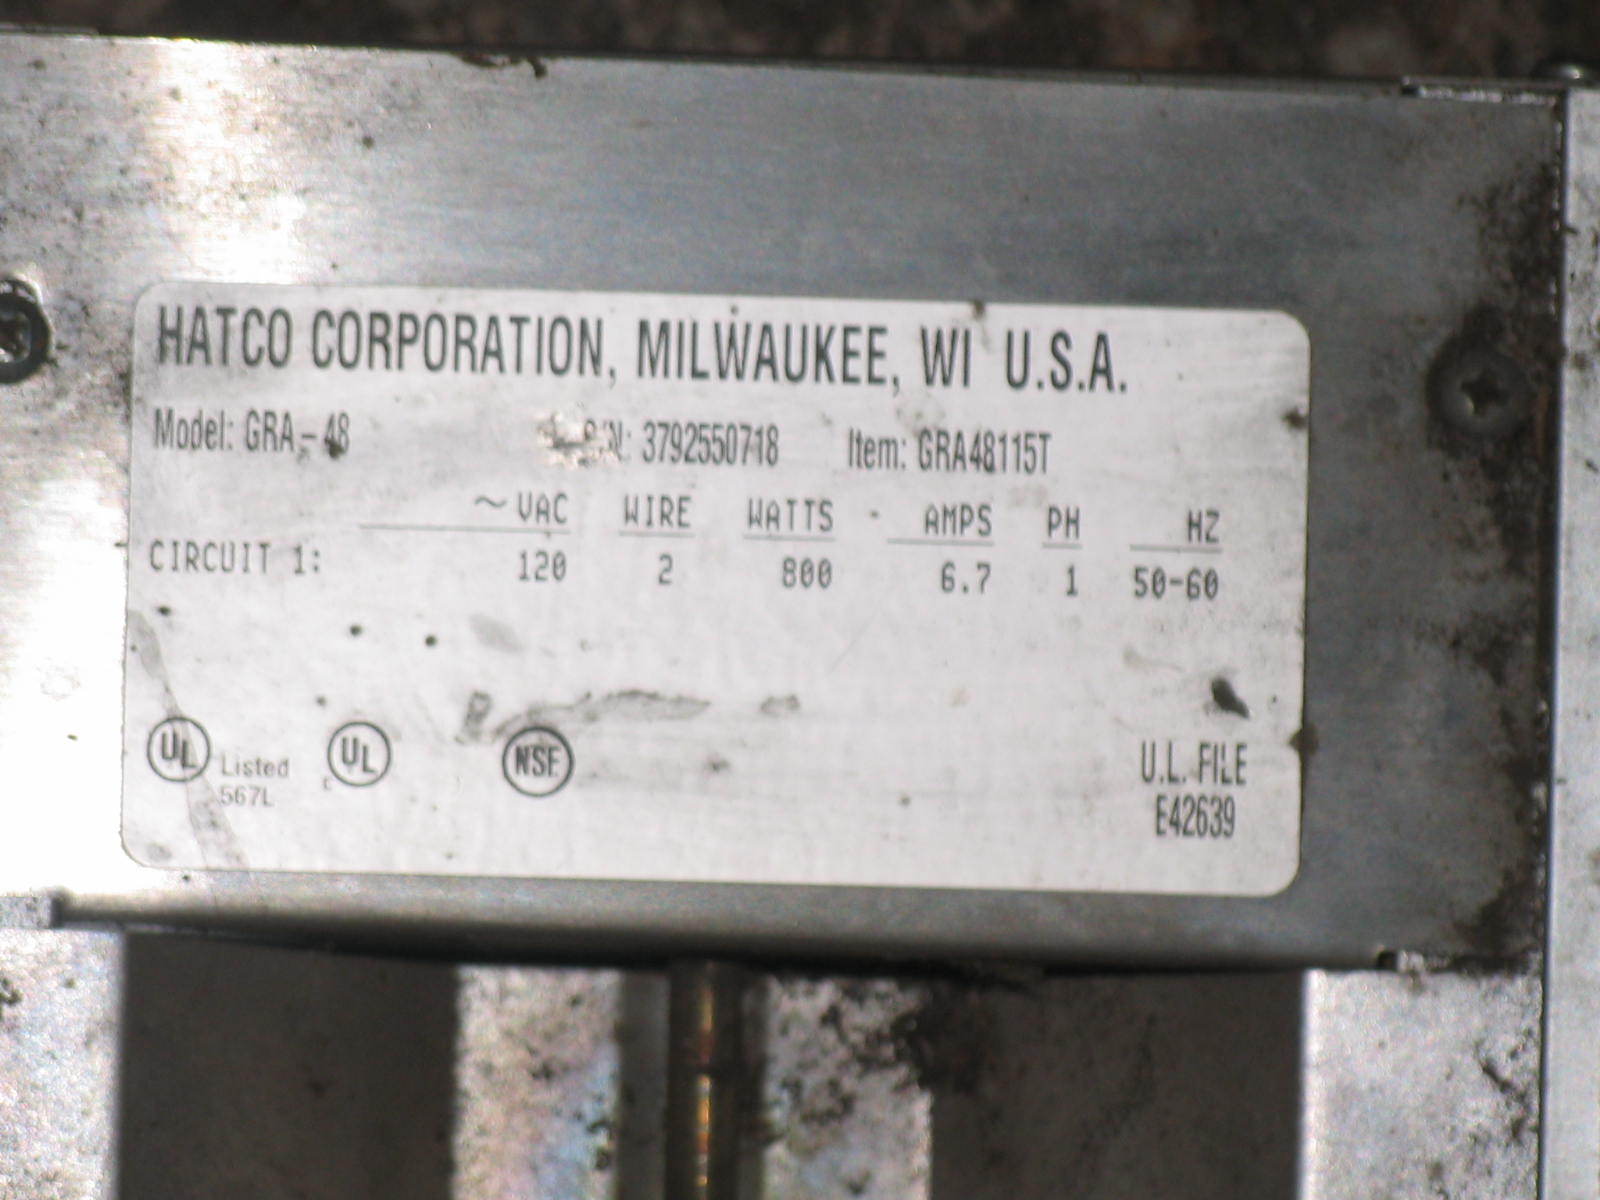 HATCO CORPORATION, MILWAUKEE, WI U.S.A.
Model: GRA-48 S/N: 3792550718 Item: GRA48115T
~VAC WIRE WATTS AMPS PH HZ
CIRCUIT 1: 120 2 800 6.7 1 50-60
UL Listed c UL NSF U.L. FILE
567L E42639